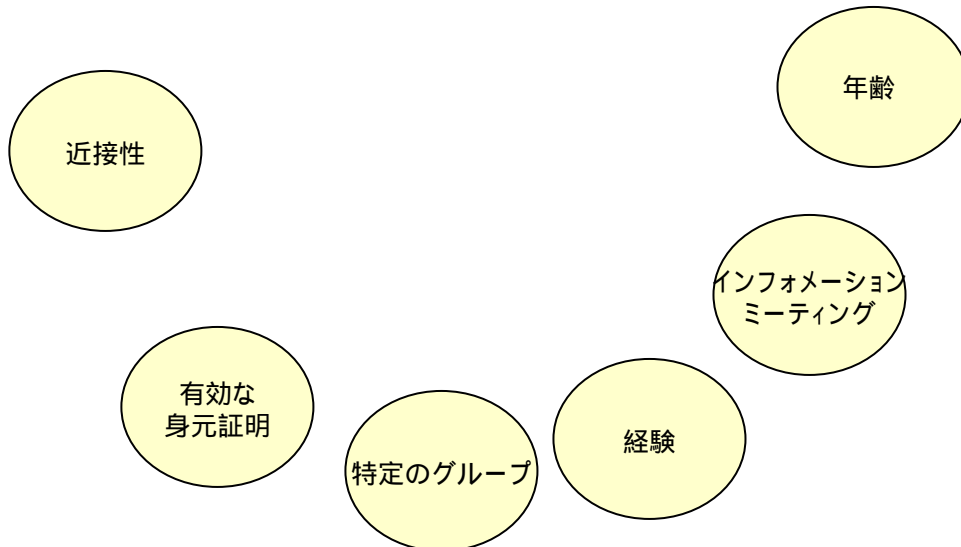 年齢
近接性
インフォメーション
ミーティング
有効な
身元証明
経験
特定のグループ